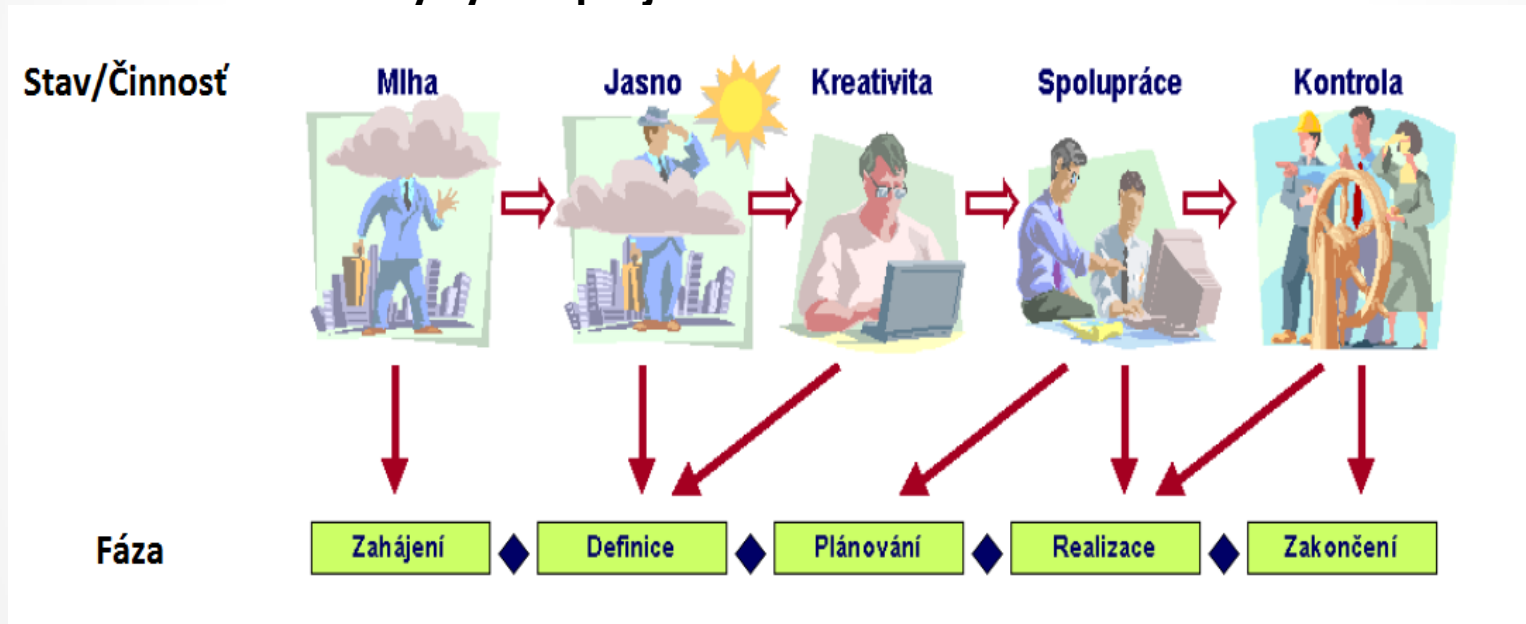 Stav/Činnosť
Mlha
Jasno
Kreativita
Spolupráce
Kontrola
Fáza
Zahájení
Definice
Plánování
Realizace
Zakončení